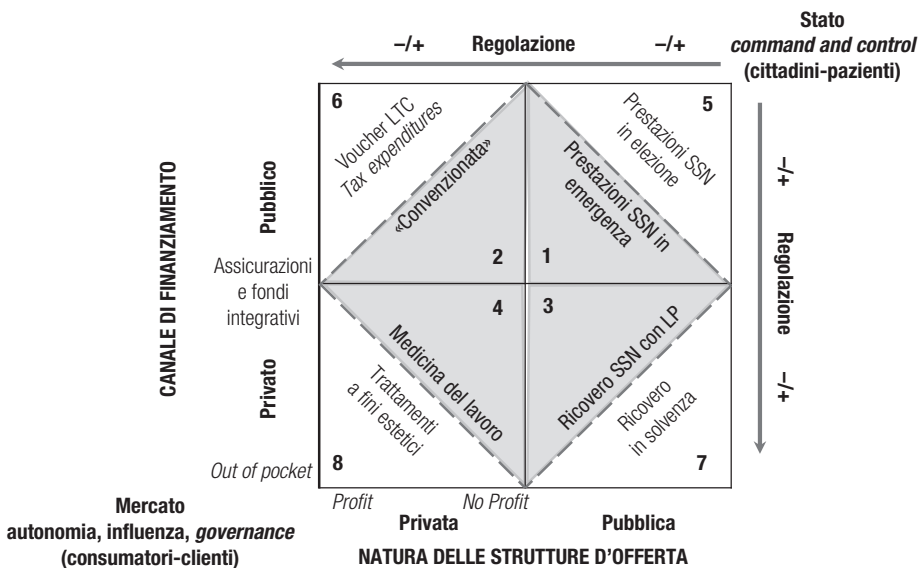 Stato
–/+ Regolazione –/+
command and control
(cittadini-pazienti)
6
5
Voucher LTC
Tax expenditures
Prestazioni SSN
in elezione
«Convenzionata»
Prestazioni SSN in
emergenza
–/+
Regolazione
–/+
CANALE DI FINANZIAMENTO
Pubblico
2
1
Assicurazioni
e fondi
integrativi
4
3
Privato
Medicina del lavoro
Trattamenti
a fini estetici
Ricovero SSN con LP
Ricovero
in solvenza
Out of pocket
8
7
Profit
No Profit
Mercato
autonomia, influenza, governance
(consumatori-clienti)
Privata
Pubblica
NATURA DELLE STRUTTURE D’OFFERTA